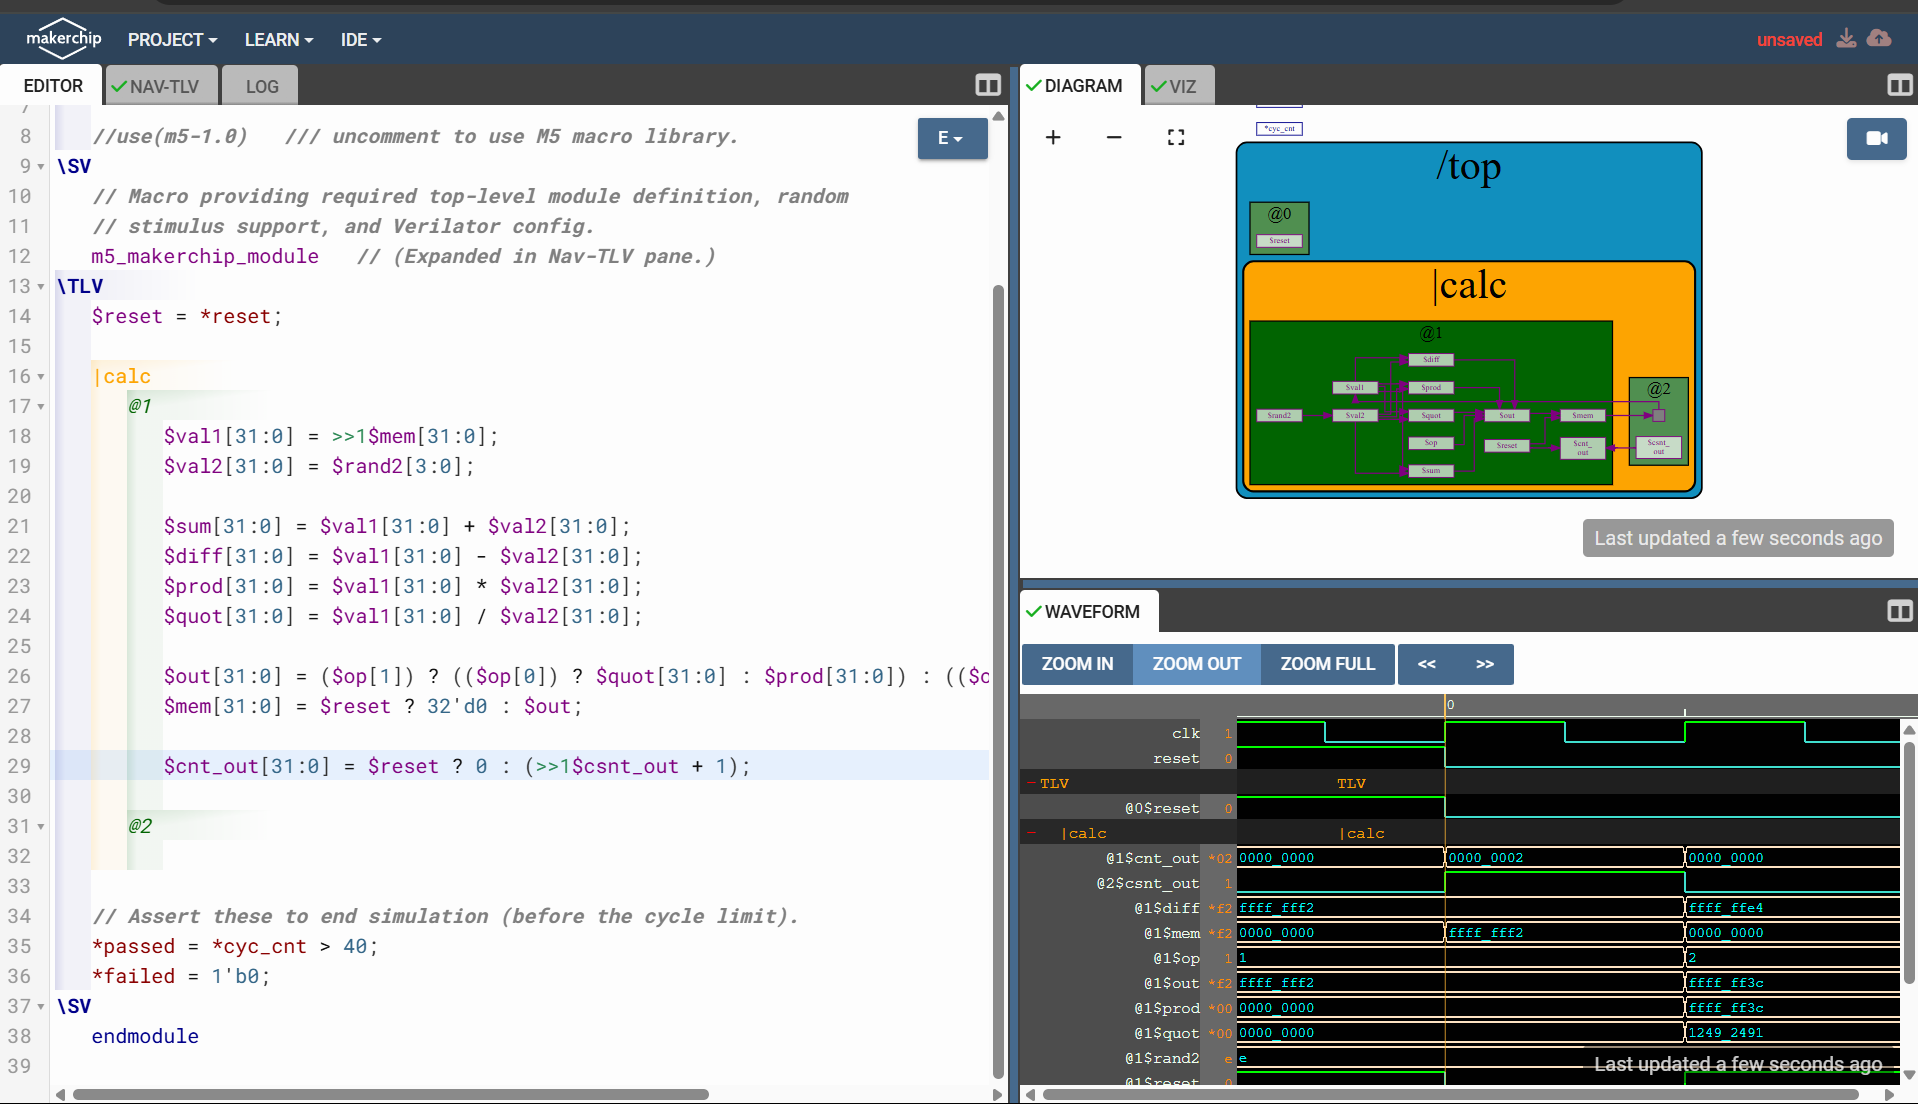 makerchip PROJECT LEARN IDE unsaved
EDITOR NAV-TLV LOG
7
8 //use(m5-1.0) /// uncomment to use M5 macro library.
E
9 \SV
10 // Macro providing required top-level module definition, random
11 // stimulus support, and Verilator config.
12 m5_makerchip_module // (Expanded in Nav-TLV pane.)
13 \TLV
14 $reset = *reset;
15
16 |calc
17 @1
18 $val1[31:0] = >>1$mem[31:0];
19 $val2[31:0] = $rand2[3:0];
20
21 $sum[31:0] = $val1[31:0] + $val2[31:0];
22 $diff[31:0] = $val1[31:0] - $val2[31:0];
23 $prod[31:0] = $val1[31:0] * $val2[31:0];
24 $quot[31:0] = $val1[31:0] / $val2[31:0];
25
26 $out[31:0] = ($op[1]) ? (($op[0]) ? $quot[31:0] : $prod[31:0]) : (($o
27 $mem[31:0] = $reset ? 32'd0 : $out;
28
29 $cnt_out[31:0] = $reset ? 0 : (>>1$csnt_out + 1);
30
31 @2
32
33
34 // Assert these to end simulation (before the cycle limit).
35 *passed = *cyc_cnt > 40;
36 *failed = 1'b0;
37 \SV
38 endmodule
39
DIAGRAM VIZ
*cyc_cnt
/top
@0
$reset
|calc
@1
$diff
$val1 $prod
@2
$rand2 $val2 $quot $out $mem
$op $reset $cnt_
out
$csnt_
out
$sum
Last updated a few seconds ago
WAVEFORM
ZOOM IN ZOOM OUT ZOOM FULL << >>
0
clk 1
reset 0
TLV TLV
@0$reset 0
|calc |calc
@1$cnt_out *02 0000_0000 0000_0002 0000_0000
@2$csnt_out 1
@1$diff *f2 ffff_fff2 ffff_ffe4
@1$mem *f2 0000_0000 ffff_fff2 0000_0000
@1$op 1 1 2
@1$out *f2 ffff_fff2 ffff_ff3c
@1$prod *00 0000_0000 ffff_ff3c
@1$quot *00 0000_0000 1249_2491
@1$rand2 e e
Last updated a few seconds ago
@1$reset 0